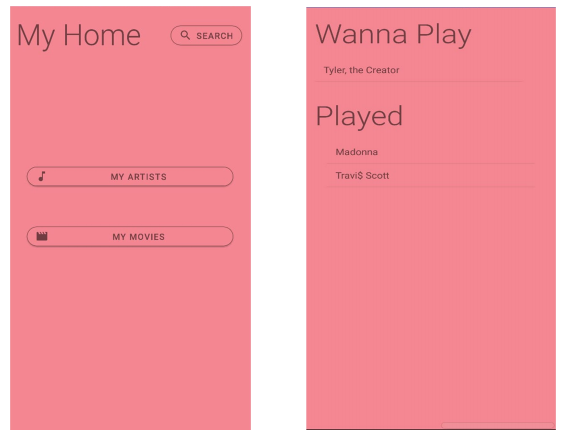 My Home
SEARCH
MY ARTISTS
MY MOVIES
Wanna Play
Tyler, the Creator
Played
Madonna
Travi$ Scott